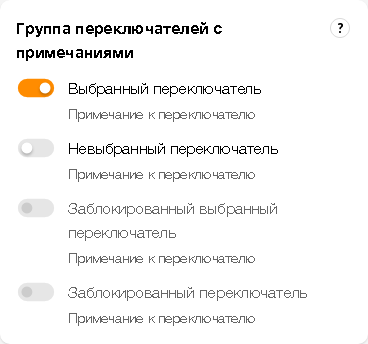 Группа переключателей с
?
примечаниями
Выбранный переключатель
Примечание к переключателю
Невыбранный переключатель
Примечание к переключателю
Заблокированный выбранный
переключатель
Примечание к переключателю
Заблокированный переключатель
Примечание к переключателю